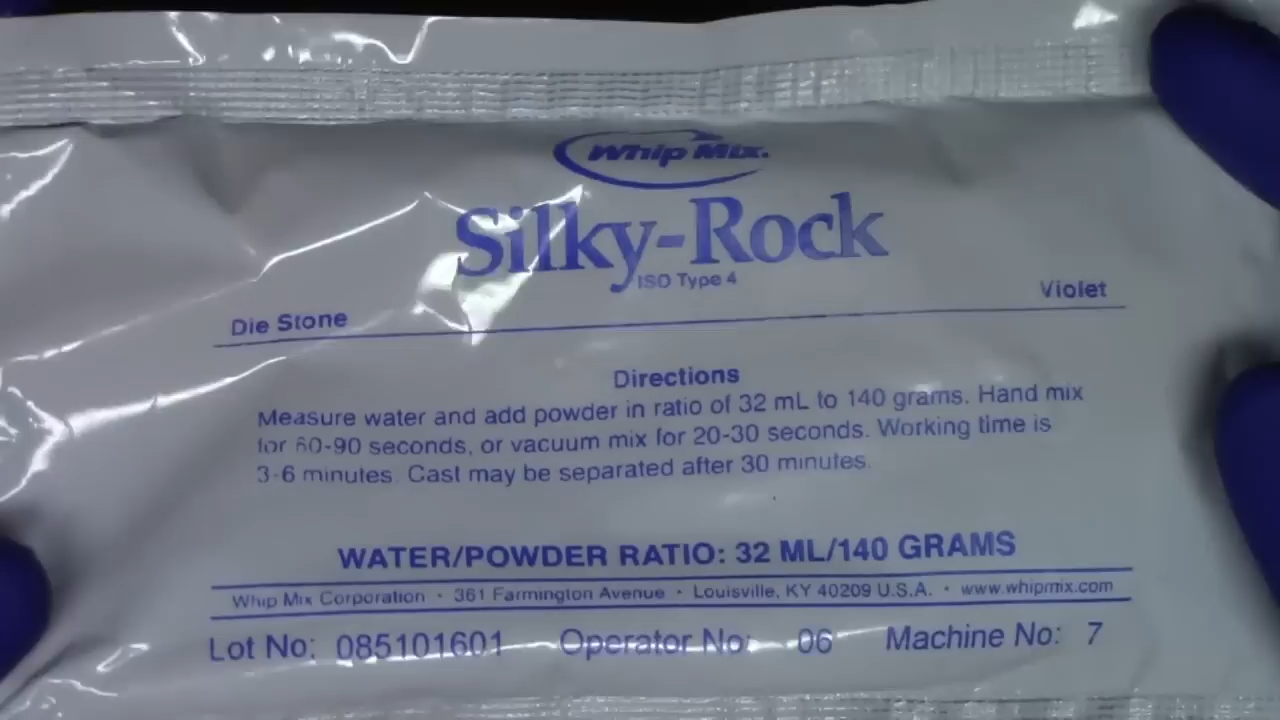 Whip Mix.
Silky-Rock
ISO Type 4
Die Stone Violet
Directions
Measure water and add powder in ratio of 32 mL to 140 grams. Hand mix
for 60-90 seconds, or vacuum mix for 20-30 seconds. Working time is
3-6 minutes. Cast may be separated after 30 minutes.
WATER/POWDER RATIO: 32 ML/140 GRAMS
Whip Mix Corporation • 361 Farmington Avenue • Louisville, KY 40209 U.S.A. • www.whipmix.com
Lot No: 085101601 Operator No: 06 Machine No: 7